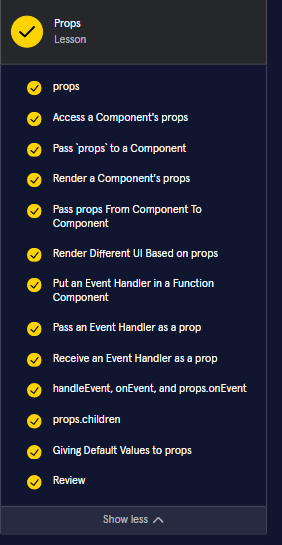 Props
Lesson
props
Access a Component's props
Pass `props` to a Component
Render a Component's props
Pass props From Component To
Component
Render Different UI Based on props
Put an Event Handler in a Function
Component
Pass an Event Handler as a prop
Receive an Event Handler as a prop
handleEvent, onEvent, and props.onEvent
props.children
Giving Default Values to props
Review
Show less